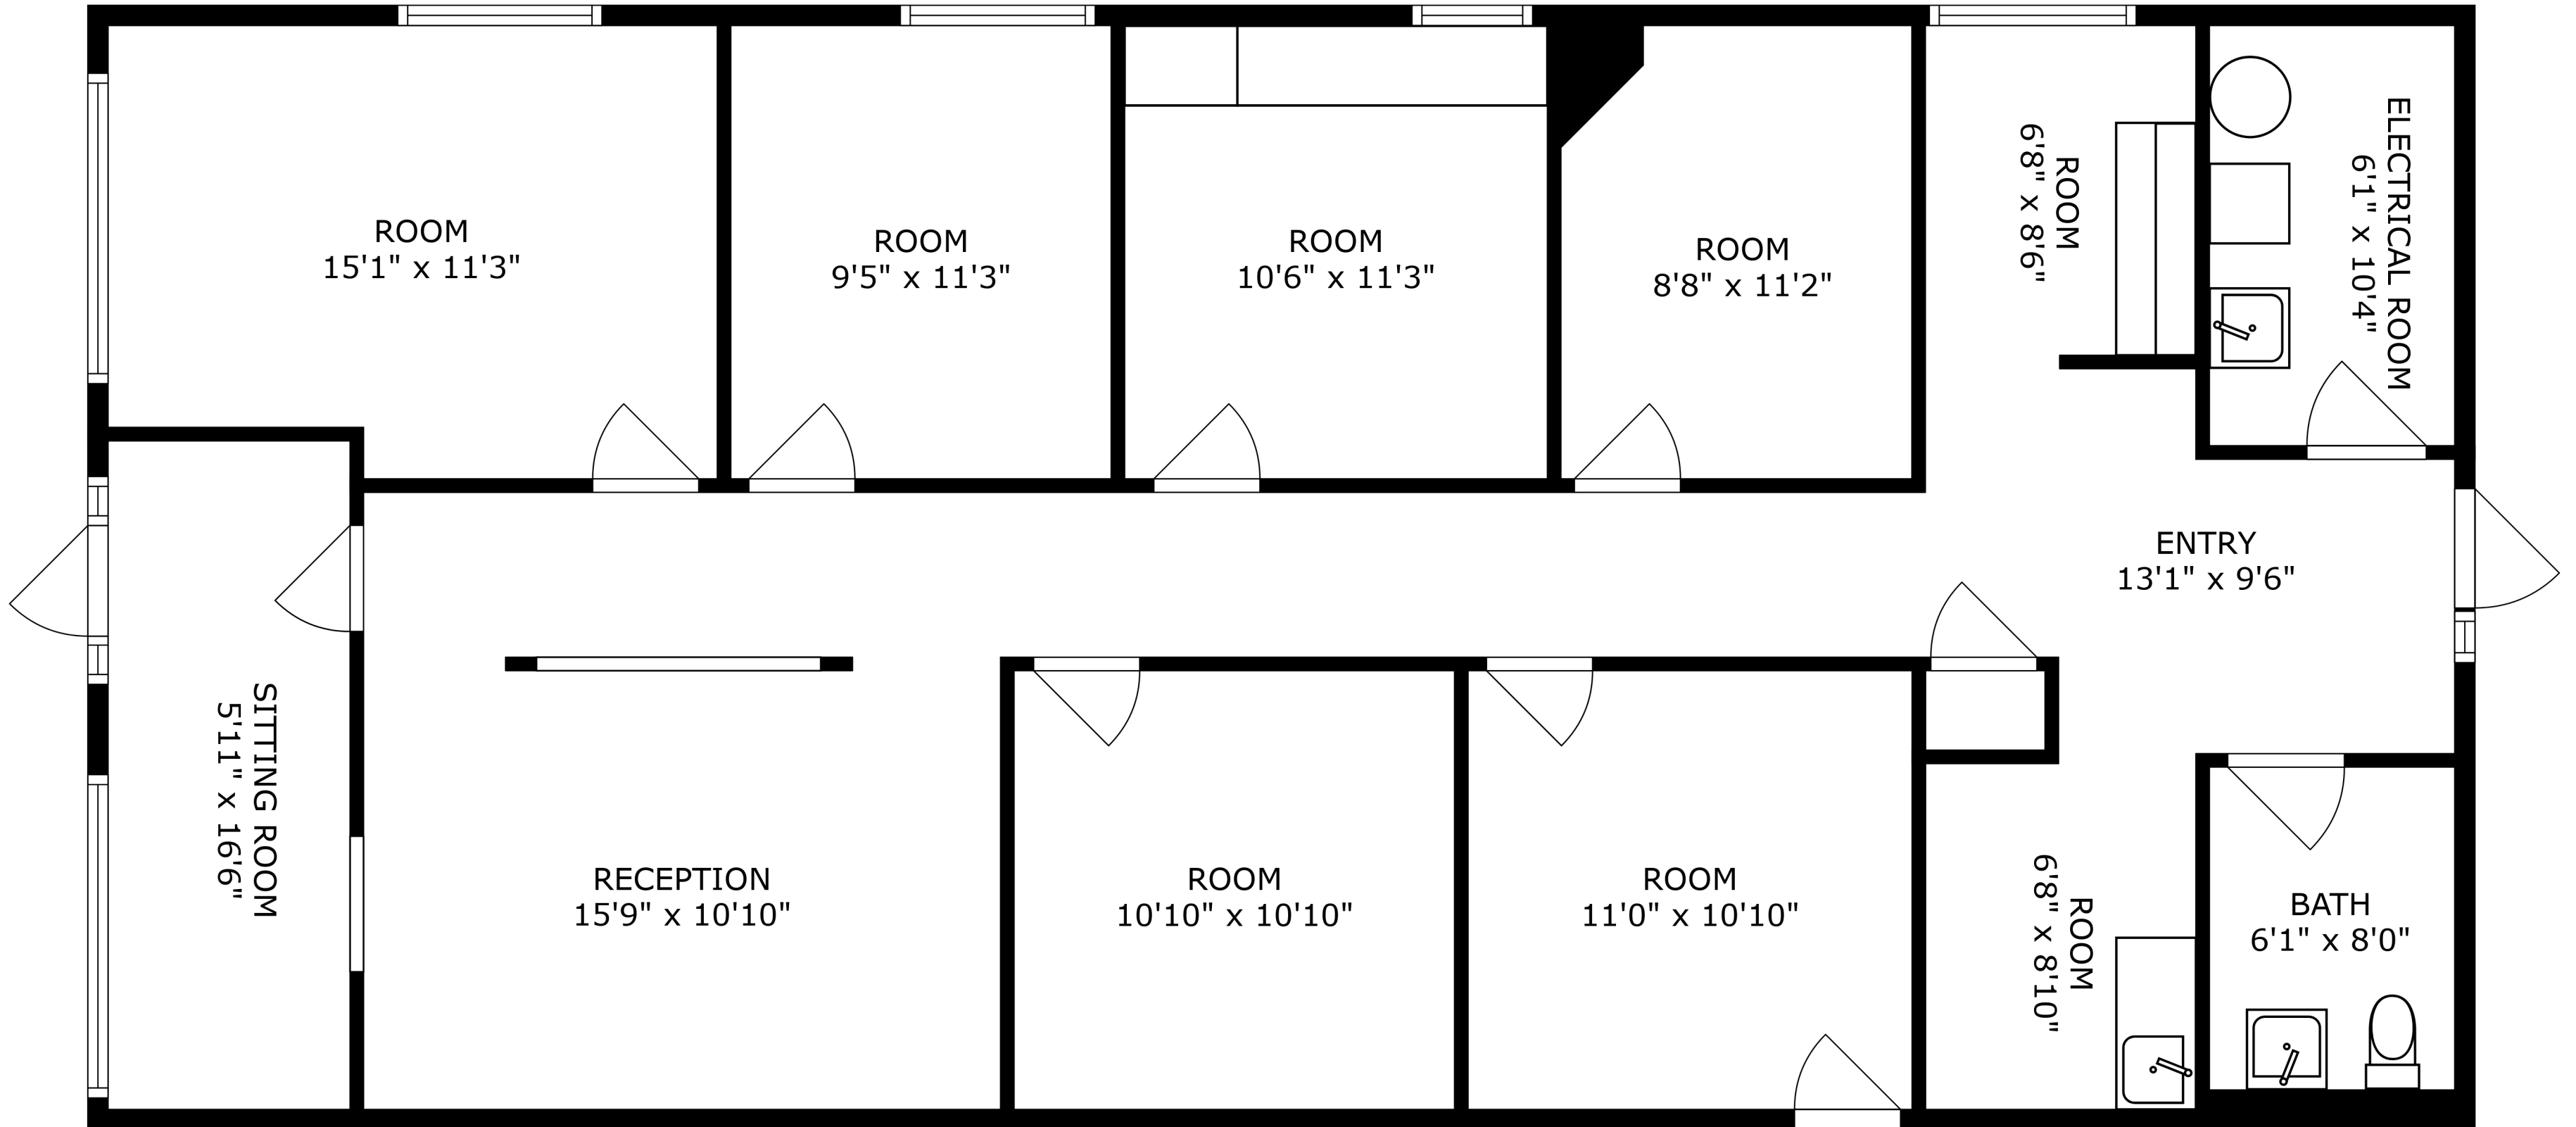 ROOM
15'1" x 11'3"
ROOM
9'5" x 11'3"
ROOM
10'6" x 11'3"
ROOM
8'8" x 11'2"
ROOM
6'8" x 8'6"
ELECTRICAL ROOM
6'1" x 10'4"
ENTRY
13'1" x 9'6"
SITTING ROOM
5'11" x 16'6"
RECEPTION
15'9" x 10'10"
ROOM
10'10" x 10'10"
ROOM
11'0" x 10'10"
ROOM
6'8" x 8'10"
BATH
6'1" x 8'0"